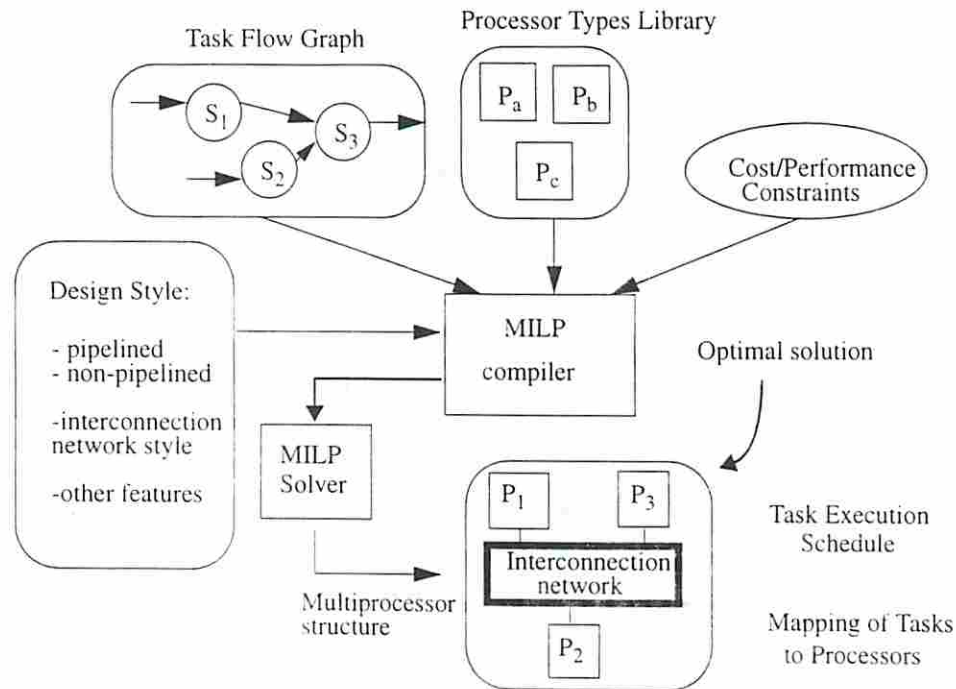 Task Flow Graph
Processor Types Library
S1
S2
S3
Pa
Pb
Pc
Cost/Performance
Constraints
Design Style:
- pipelined
- non-pipelined
-interconnection
network style
-other features
MILP
compiler
Optimal solution
MILP
Solver
P1
P3
Interconnection
network
P2
Multiprocessor
structure
Task Execution
Schedule
Mapping of Tasks
to Processors